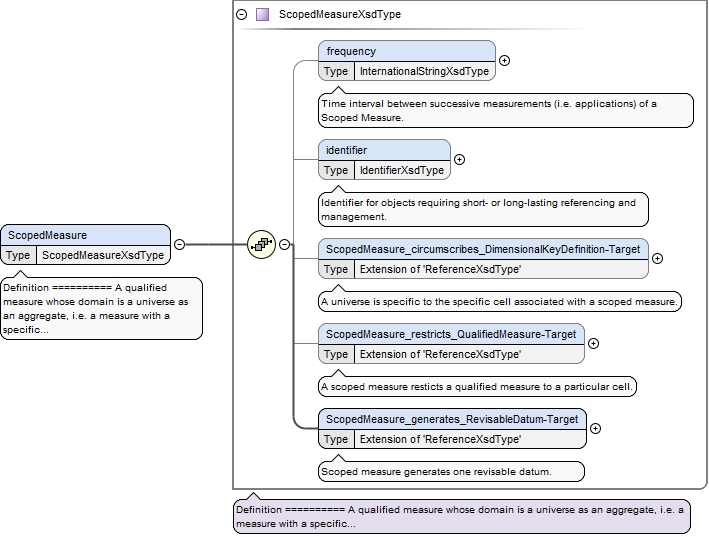 ScopedMeasureXsdType
frequency
Type InternationalStringXsdType
Time interval between successive measurements (i.e. applications) of a
Scoped Measure.
identifier
Type IdentifierXsdType
Identifier for objects requiring short- or long-lasting referencing and
management.
ScopedMeasure
Type ScopedMeasureXsdType
Definition ========== A qualified
measure whose domain is a universe as
an aggregate, i.e. a measure with a
specific...
ScopedMeasure_circumscribes_DimensionalKeyDefinition-Target
Type Extension of 'ReferenceXsdType'
A universe is specific to the specific cell associated with a scoped measure.
ScopedMeasure_restricts_QualifiedMeasure-Target
Type Extension of 'ReferenceXsdType'
A scoped measure resticts a qualified measure to a particular cell.
ScopedMeasure_generates_RevisableDatum-Target
Type Extension of 'ReferenceXsdType'
Scoped measure generates one revisable datum.
Definition ========== A qualified measure whose domain is a universe as an aggregate, i.e. a
measure with a specific...